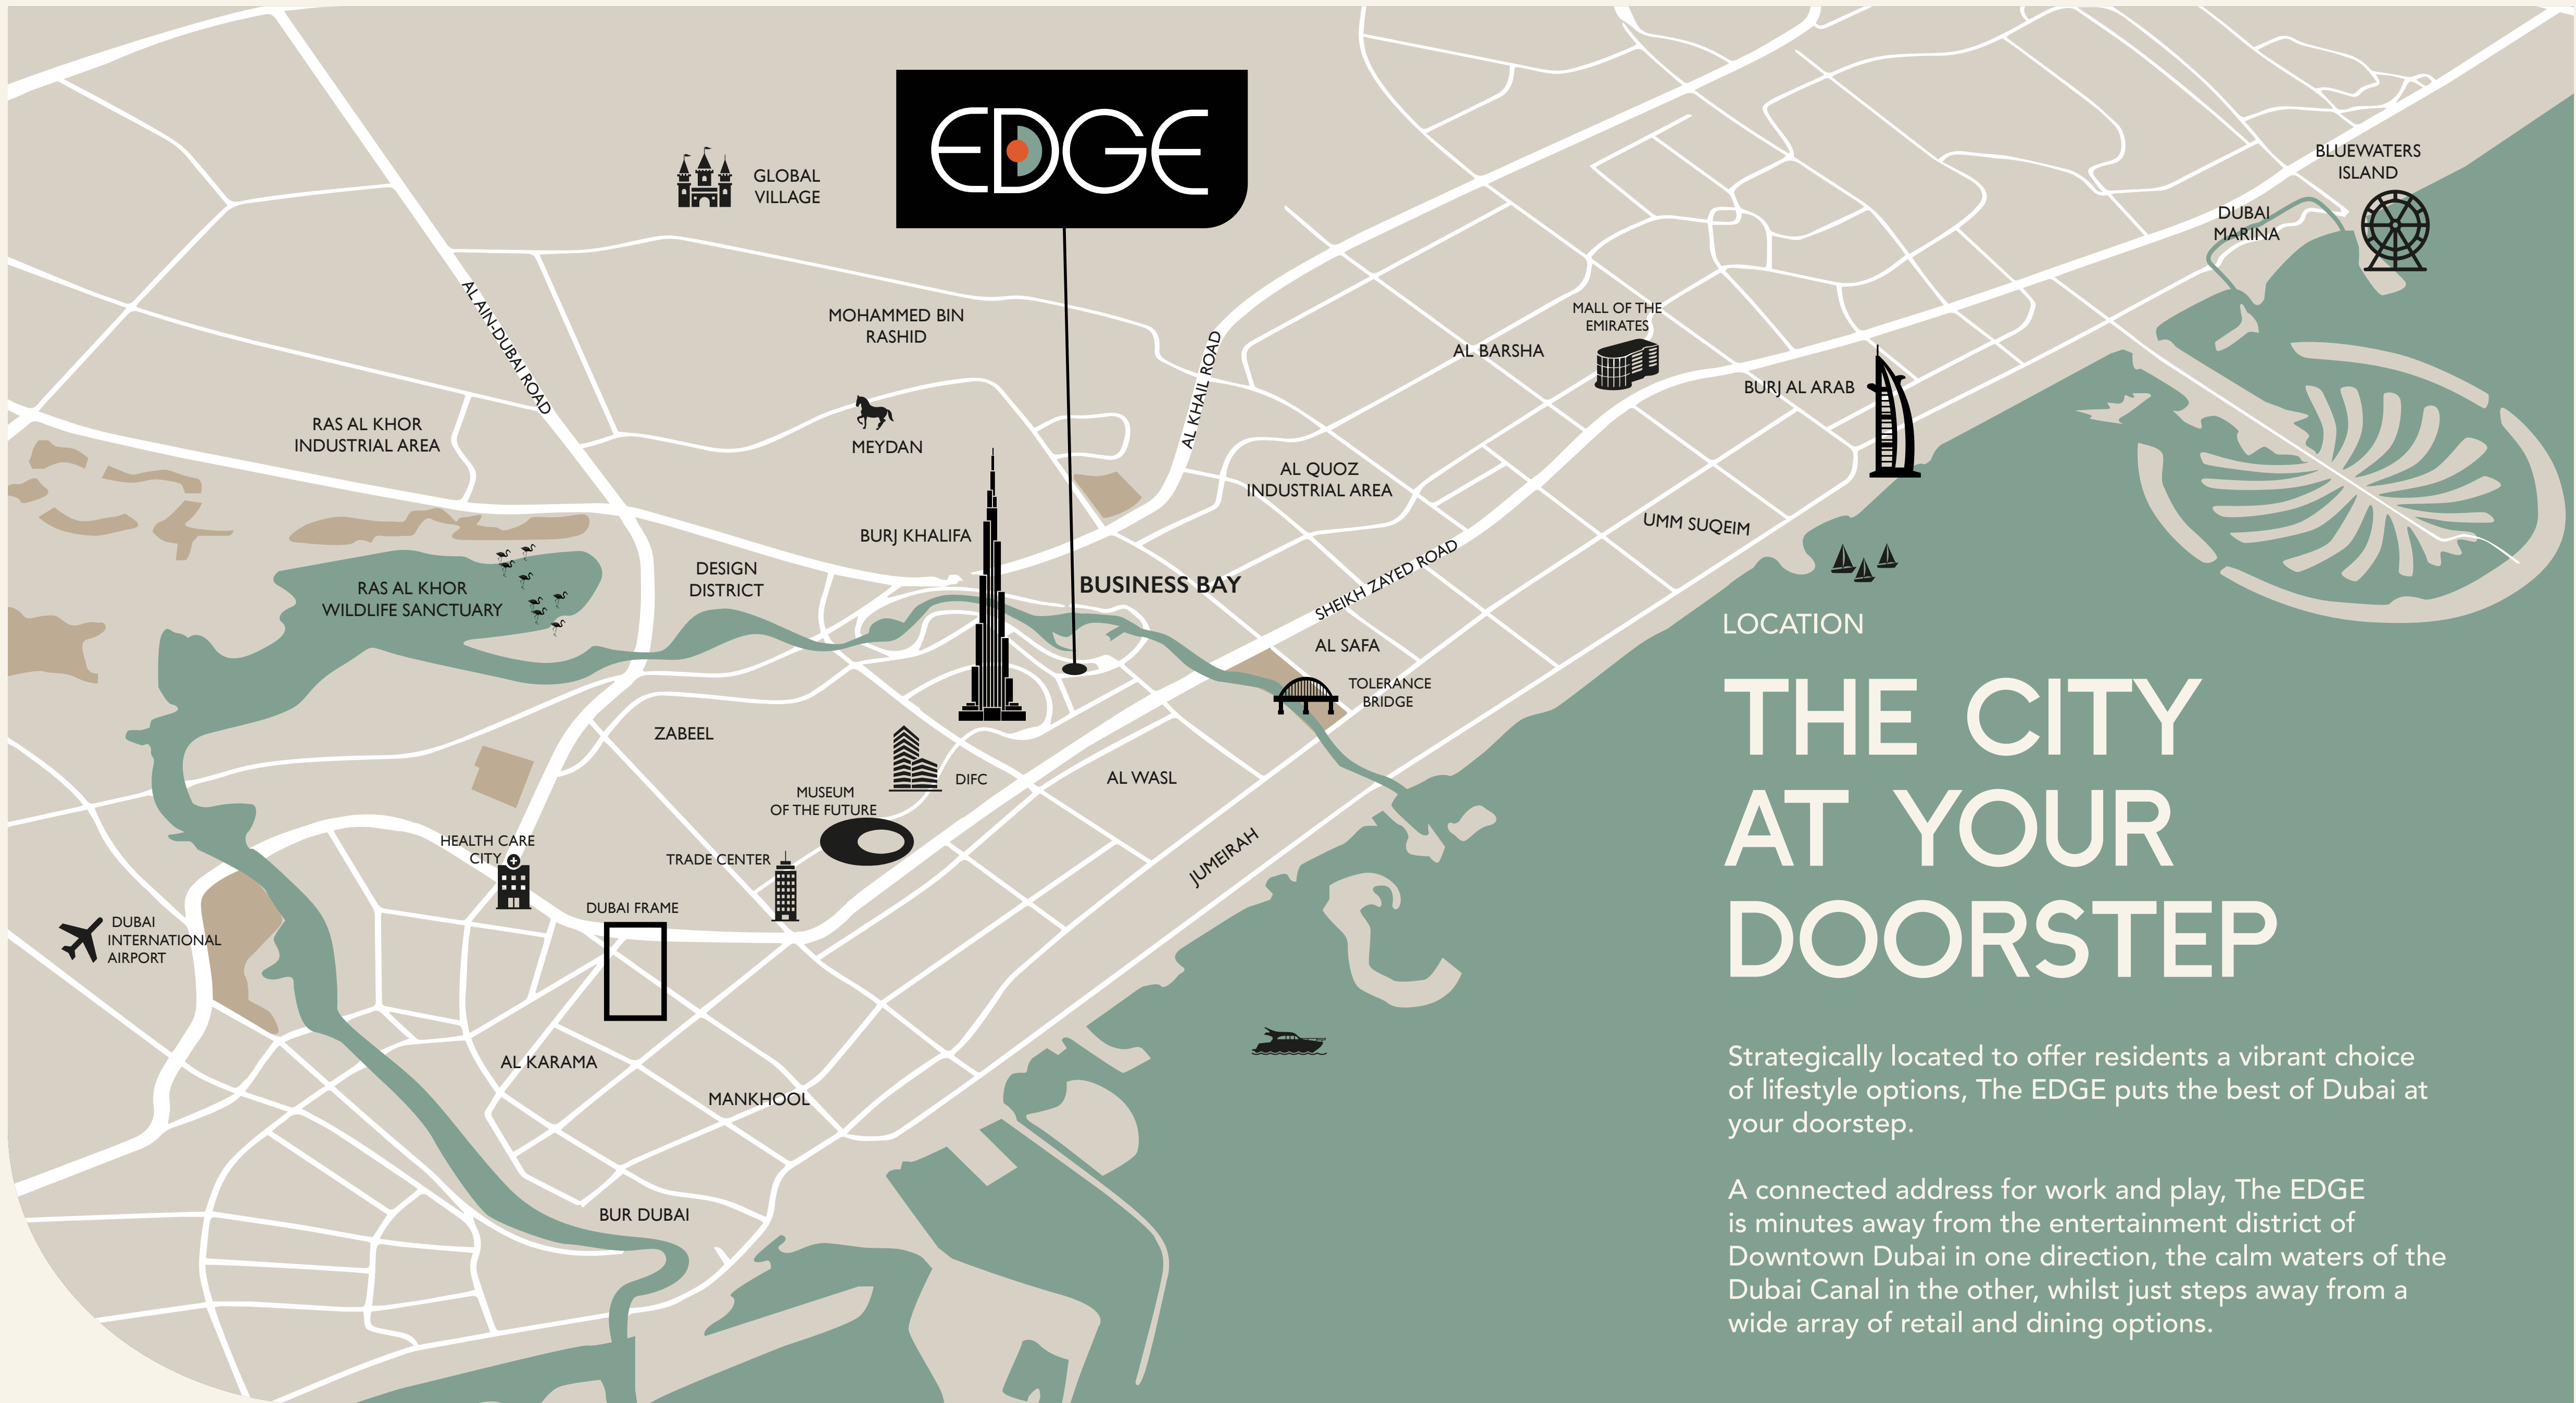 EDGE
GLOBAL
VILLAGE
BLUEWATERS
ISLAND
DUBAI
MARINA
AL AIN-DUBAI ROAD
MOHAMMED BIN
RASHID
AL KHAIL ROAD
MALL OF THE
EMIRATES
AL BARSHA
BURJ AL ARAB
RAS AL KHOR
INDUSTRIAL AREA
MEYDAN
AL QUOZ
INDUSTRIAL AREA
UMM SUQEIM
BURJ KHALIFA
DESIGN
DISTRICT
BUSINESS BAY
SHEIKH ZAYED ROAD
RAS AL KHOR
WILDLIFE SANCTUARY
AL SAFA
TOLERANCE
BRIDGE
ZABEEL
DIFC
AL WASL
MUSEUM
OF THE FUTURE
JUMEIRAH
HEALTH CARE
CITY
TRADE CENTER
DUBAI FRAME
DUBAI
INTERNATIONAL
AIRPORT
AL KARAMA
MANKHOOL
BUR DUBAI
LOCATION
THE CITY
AT YOUR
DOORSTEP
Strategically located to offer residents a vibrant choice
of lifestyle options, The EDGE puts the best of Dubai at
your doorstep.
A connected address for work and play, The EDGE
is minutes away from the entertainment district of
Downtown Dubai in one direction, the calm waters of the
Dubai Canal in the other, whilst just steps away from a
wide array of retail and dining options.